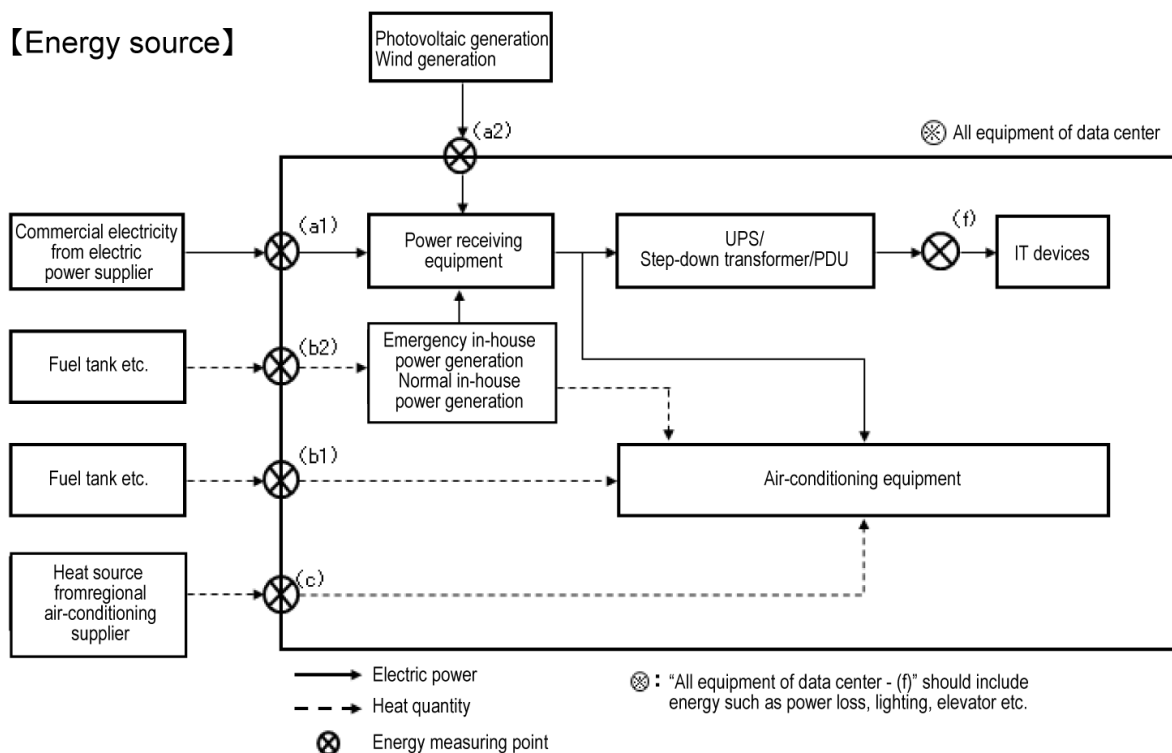 【Energy source】
Photovoltaic generation
Wind generation
(a2)
※ All equipment of data center
Commercial electricity
from electric
power supplier
(a1)
Power receiving
equipment
UPS/
Step-down transformer/PDU
(f)
IT devices
Fuel tank etc.
(b2)
Emergency in-house
power generation
Normal in-house
power generation
Fuel tank etc.
(b1)
Air-conditioning equipment
Heat source
fromregional
air-conditioning
supplier
(c)
Electric power
Heat quantity
Energy measuring point
※ : “All equipment of data center - (f)” should include
energy such as power loss, lighting, elevator etc.